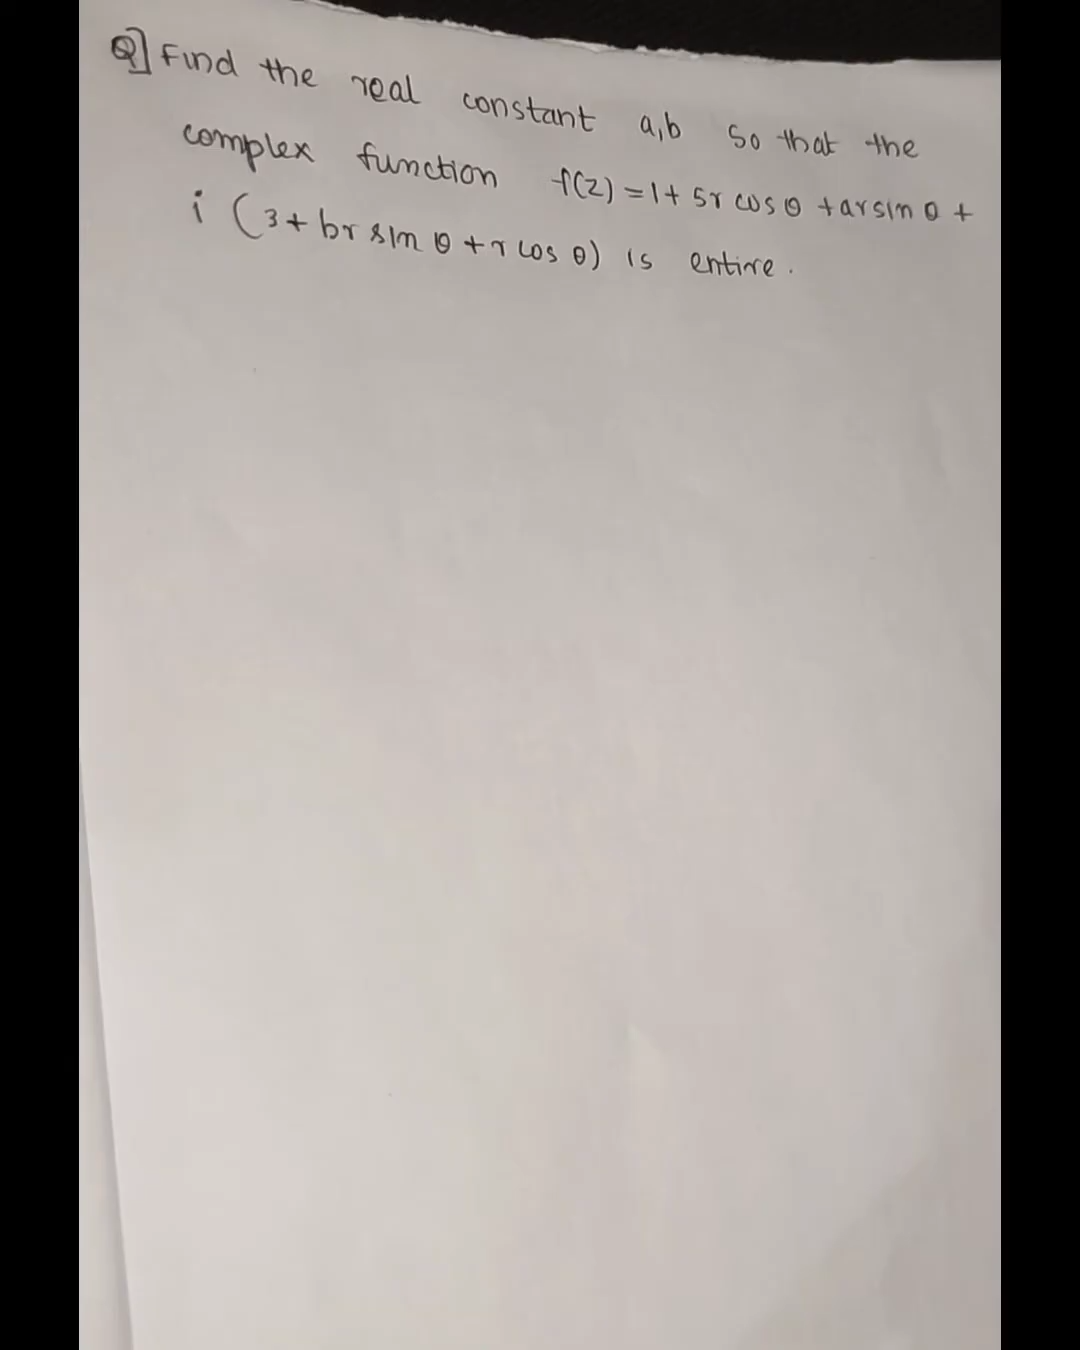 Q] Find the real constant a,b so that the
complex function f(z) = 1 + 5r cos θ + ar sin θ +
i (3 + br sin θ + r cos θ) is entire.